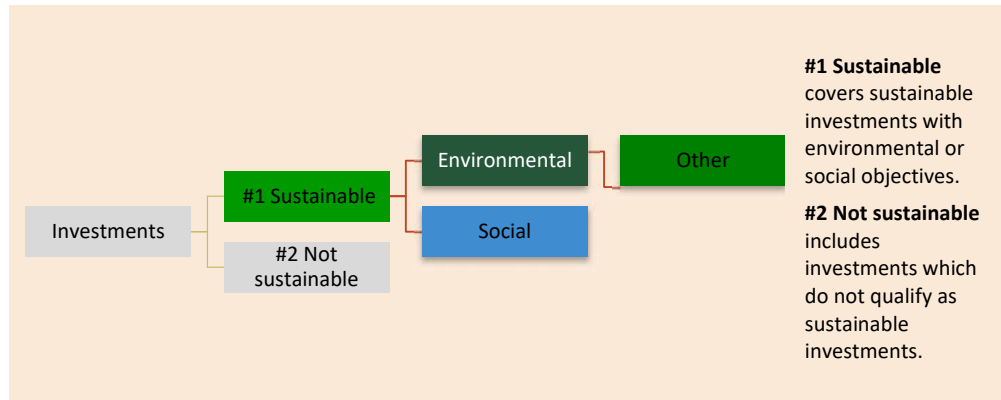 Investments
#1 Sustainable
#2 Not
sustainable
Environmental
Social
Other
#1 Sustainable
covers sustainable
investments with
environmental or
social objectives.
#2 Not sustainable
includes
investments which
do not qualify as
sustainable
investments.